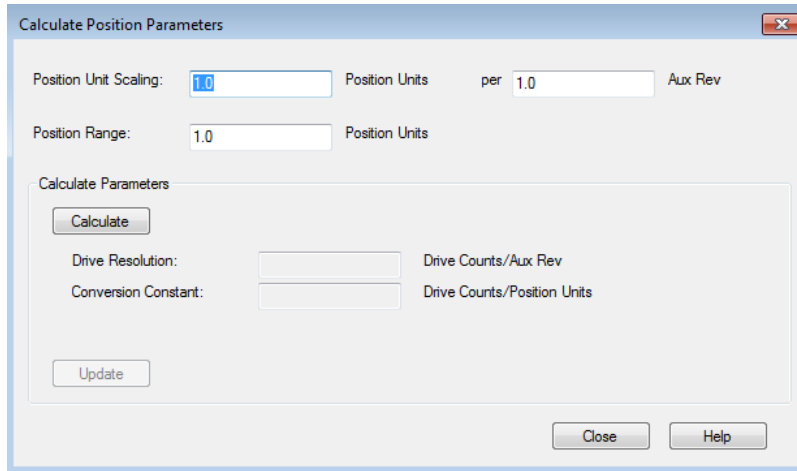 Calculate Position Parameters
Position Unit Scaling: 1.0 Position Units per 1.0 Aux Rev
Position Range: 1.0 Position Units
Calculate Parameters
Calculate
Drive Resolution: Drive Counts/Aux Rev
Conversion Constant: Drive Counts/Position Units
Update
Close Help